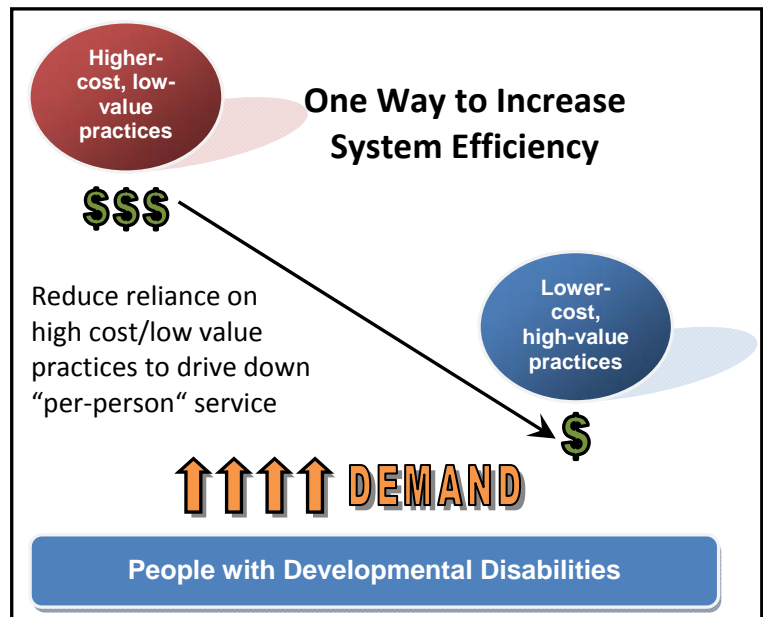 Higher-
cost, low-
value
practices
One Way to Increase
System Efficiency
$$$
Reduce reliance on
high cost/low value
practices to drive down
“per-person“ service
Lower-
cost,
high-value
practices
$
DEMAND
People with Developmental Disabilities